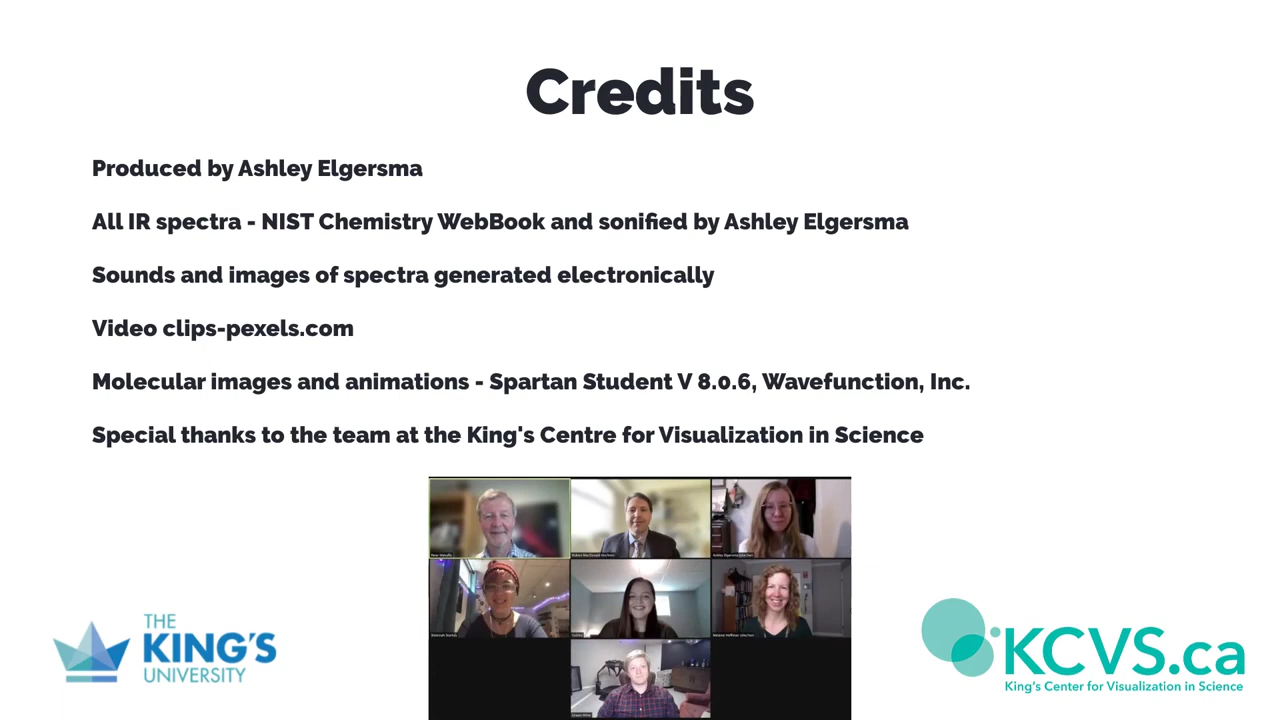 Credits
Produced by Ashley Elgersma
All IR spectra - NIST Chemistry WebBook and sonified by Ashley Elgersma
Sounds and images of spectra generated electronically
Video clips-pexels.com
Molecular images and animations - Spartan Student V 8.0.6, Wavefunction, Inc.
Special thanks to the team at the King's Centre for Visualization in Science
THE
KING'S
UNIVERSITY
KCVS.ca
King's Center for Visualization in Science